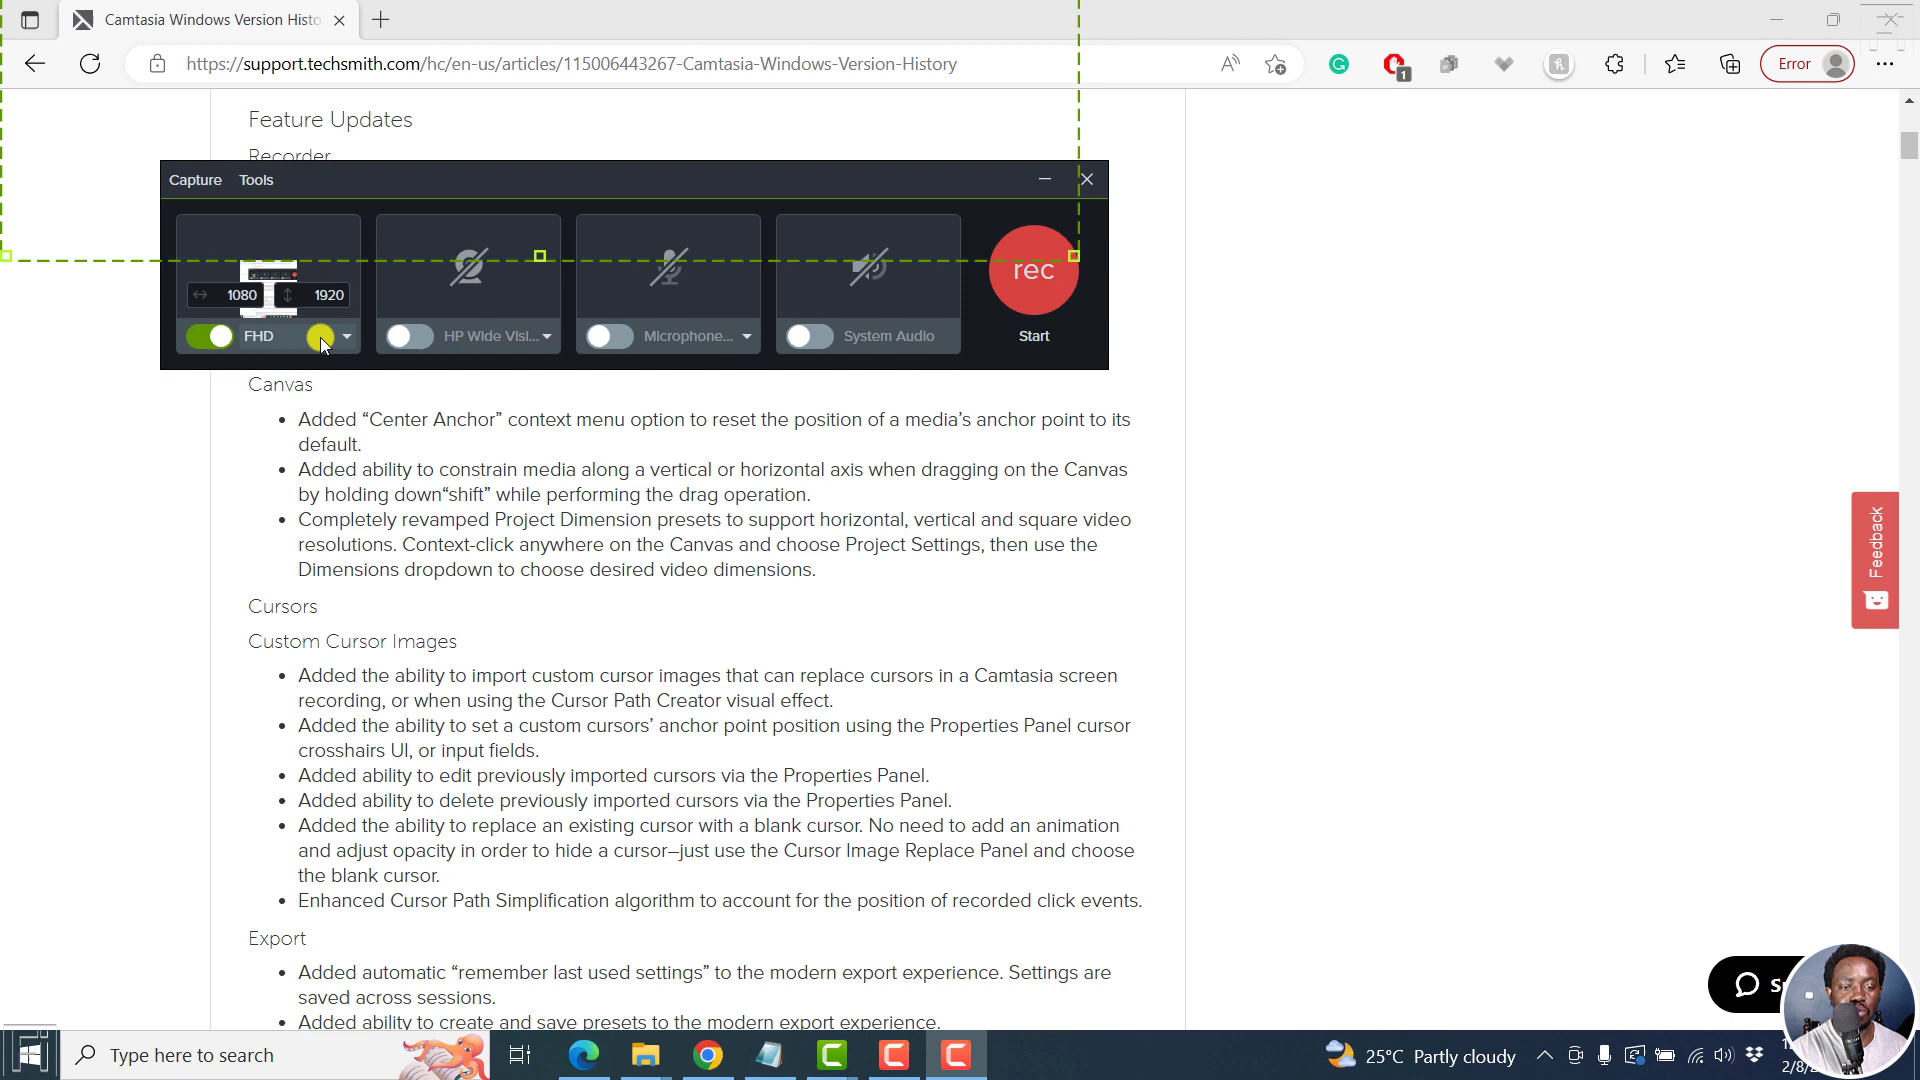 Camtasia Windows Version Histo
https://support.techsmith.com/hc/en-us/articles/115006443267-Camtasia-Windows-Version-History
1
Error
Feature Updates
Recorder
Capture Tools
1080 1920
FHD
HP Wide Visi...
Microphone...
System Audio
rec
Start
Canvas
• Added “Center Anchor” context menu option to reset the position of a media’s anchor point to its
default.
• Added ability to constrain media along a vertical or horizontal axis when dragging on the Canvas
by holding down“shift” while performing the drag operation.
• Completely revamped Project Dimension presets to support horizontal, vertical and square video
resolutions. Context-click anywhere on the Canvas and choose Project Settings, then use the
Dimensions dropdown to choose desired video dimensions.
Cursors
Custom Cursor Images
• Added the ability to import custom cursor images that can replace cursors in a Camtasia screen
recording, or when using the Cursor Path Creator visual effect.
• Added the ability to set a custom cursors’ anchor point position using the Properties Panel cursor
crosshairs UI, or input fields.
• Added ability to edit previously imported cursors via the Properties Panel.
• Added ability to delete previously imported cursors via the Properties Panel.
• Added the ability to replace an existing cursor with a blank cursor. No need to add an animation
and adjust opacity in order to hide a cursor–just use the Cursor Image Replace Panel and choose
the blank cursor.
• Enhanced Cursor Path Simplification algorithm to account for the position of recorded click events.
Export
• Added automatic “remember last used settings” to the modern export experience. Settings are
saved across sessions.
• Added ability to create and save presets to the modern export experience.
Feedback
Type here to search
25°C Partly cloudy
2/8/2